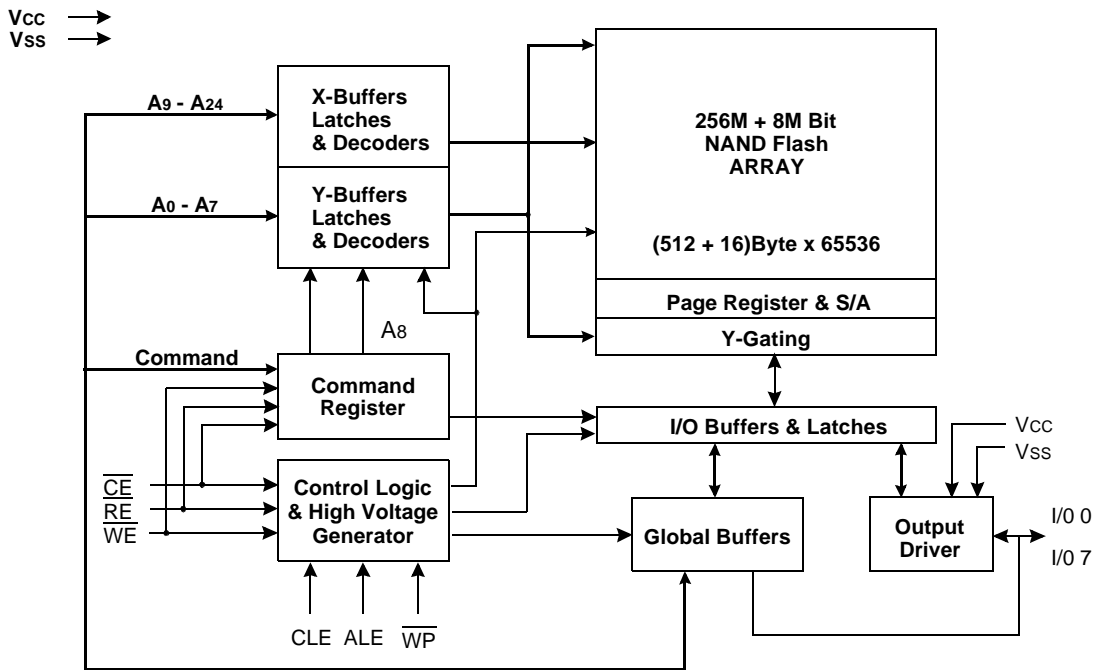 VCC
VSS
A9 - A24
X-Buffers
Latches
& Decoders
A0 - A7
Y-Buffers
Latches
& Decoders
256M + 8M Bit
NAND Flash
ARRAY
(512 + 16)Byte x 65536
Page Register & S/A
Y-Gating
A8
Command
Command
Register
I/O Buffers & Latches
VCC
VSS
CE
RE
WE
Control Logic
& High Voltage
Generator
Global Buffers
Output
Driver
I/0 0
I/0 7
CLE
ALE
WP